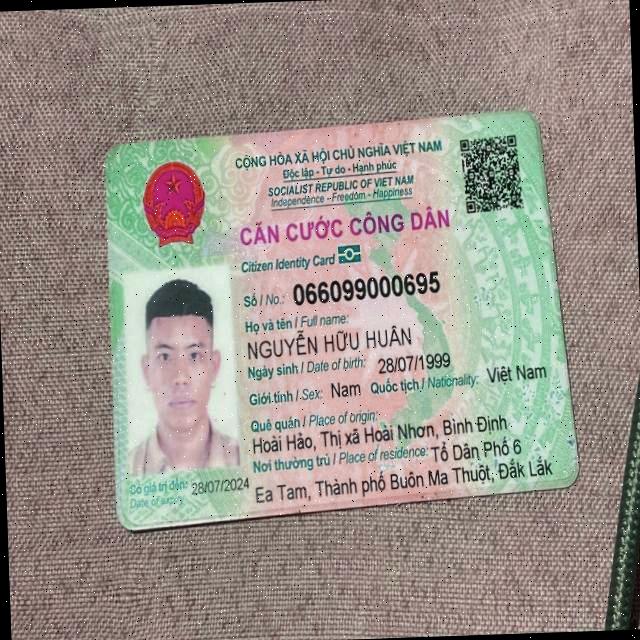 CỘNG HÒA XÃ HỘI CHỦ NGHĨA VIỆT NAM
Độc lập - Tự do - Hạnh phúc
SOCIALIST REPUBLIC OF VIET NAM
Independence - Freedom - Happiness
CĂN CƯỚC CÔNG DÂN
Citizen Identity Card
Số / No.: 066099000695
Họ và tên / Full name:
NGUYỄN HỮU HUÂN
Ngày sinh / Date of birth: 28/07/1999
Giới tính / Sex: Nam Quốc tịch / Nationality: Việt Nam
Quê quán / Place of origin:
Hoài Hảo, Thị xã Hoài Nhơn, Bình Định
Nơi thường trú / Place of residence: Tổ Dân Phố 6
Ea Tam, Thành phố Buôn Ma Thuột, Đắk Lắk
Có giá trị đến: 28/07/2024
Date of expiry